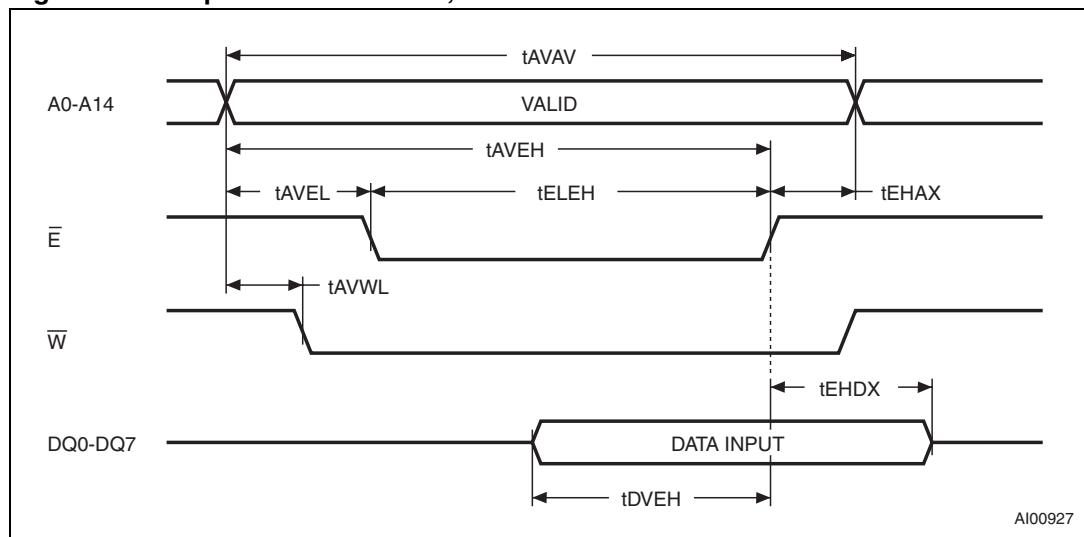 tAVAV
A0-A14 VALID
tAVEH
tAVEL tELEH tEHAX
E̅
tAVWL
W̅
tEHDX
DQ0-DQ7 DATA INPUT
tDVEH
AI00927